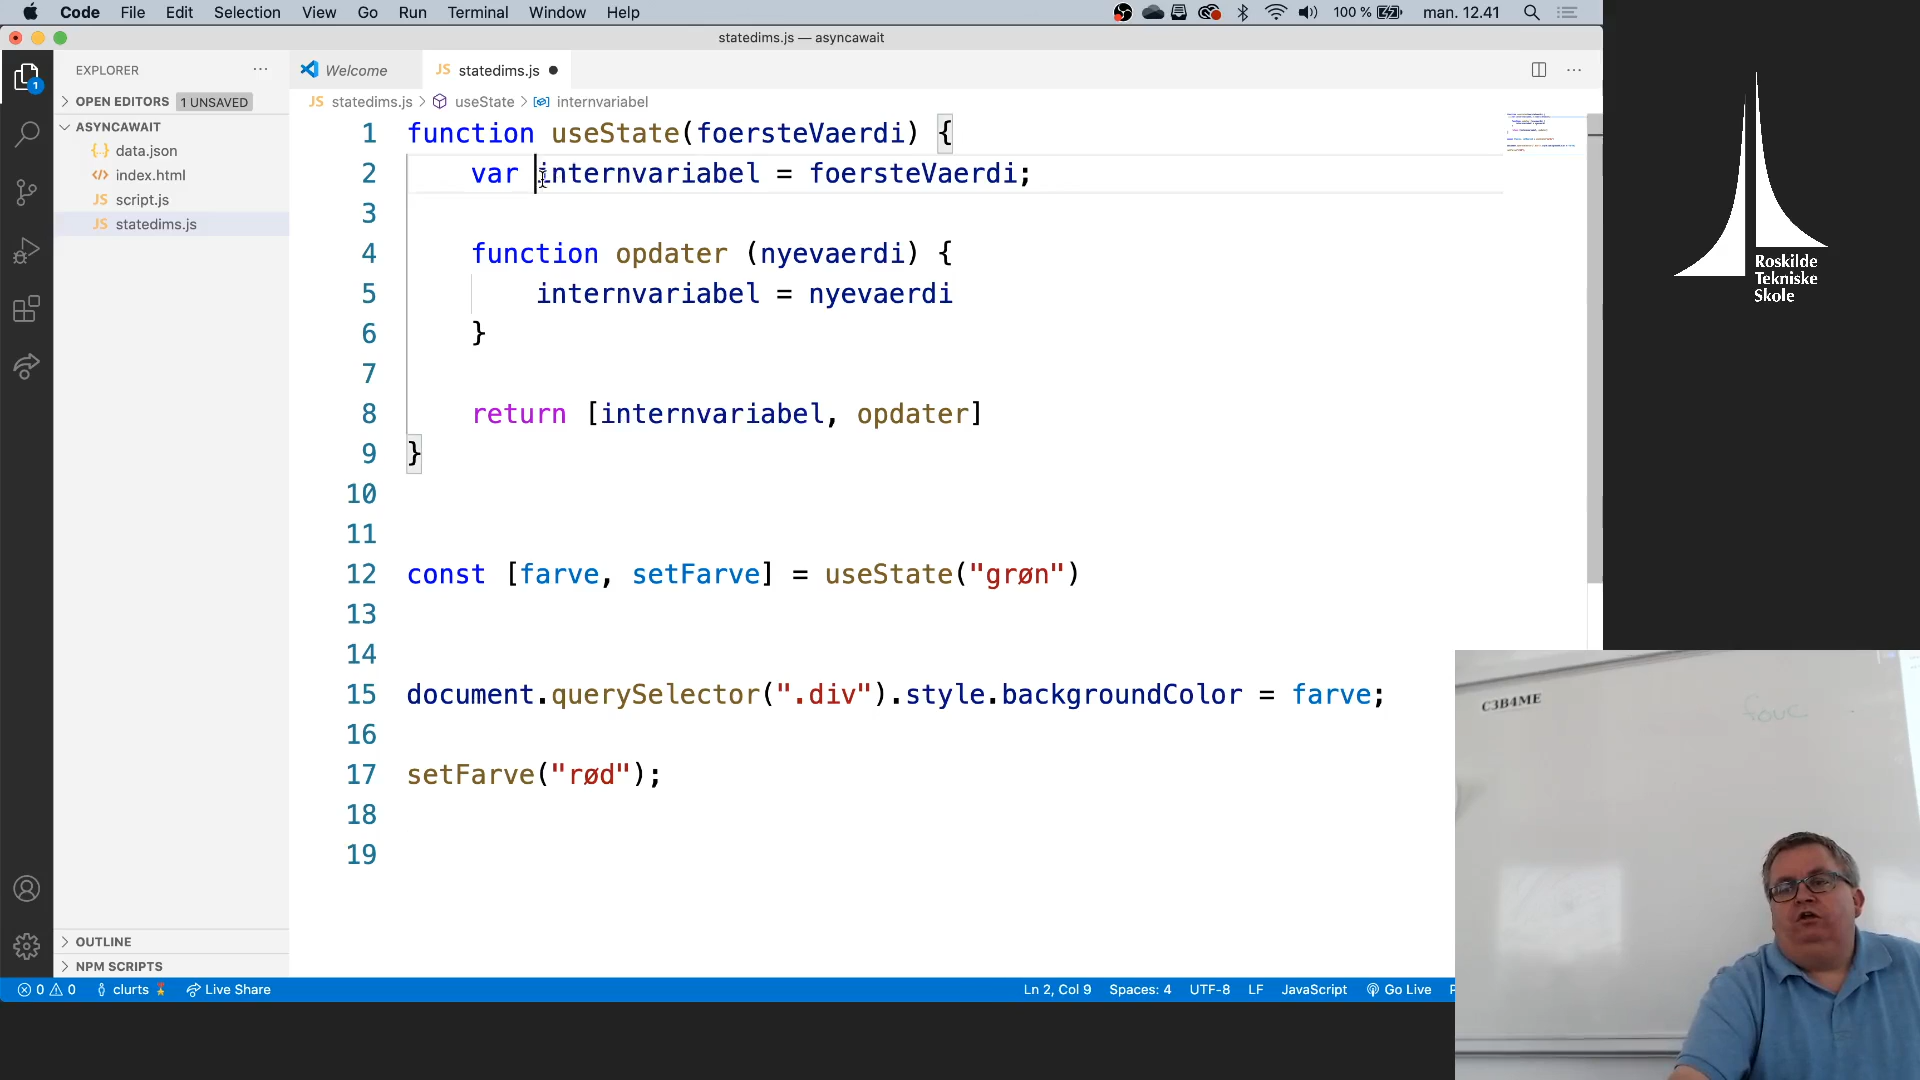 Code File Edit Selection View Go Run Terminal Window Help 100 % man. 12.41
statedims.js — asyncawait
EXPLORER
Welcome
JS statedims.js
OPEN EDITORS 1 UNSAVED
JS statedims.js > useState > internvariabel
ASYNCAWAIT
data.json
index.html
JS script.js
JS statedims.js
1
1 function useState(foersteVaerdi) {
2 var internvariabel = foersteVaerdi;
3
4 function opdater (nyevaerdi) {
5 internvariabel = nyevaerdi
6 }
7
8 return [internvariabel, opdater]
9 }
10
11
12 const [farve, setFarve] = useState("grøn")
13
14
15 document.querySelector(".div").style.backgroundColor = farve;
16
17 setFarve("rød");
18
19
OUTLINE
NPM SCRIPTS
0 0 clurts Live Share Ln 2, Col 9 Spaces: 4 UTF-8 LF JavaScript Go Live
Roskilde
Tekniske
Skole
C3B4ME